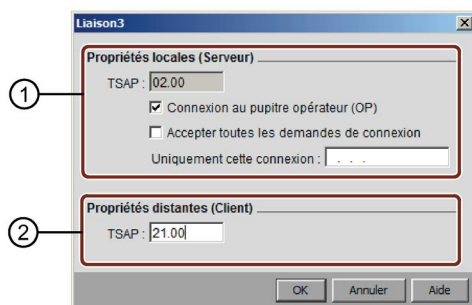 Liaison3
Propriétés locales (Serveur)
TSAP : 02.00
Connexion au pupitre opérateur (OP)
Accepter toutes les demandes de connexion
Uniquement cette connexion : . . .
1
Propriétés distantes (Client)
TSAP : 21.00
2
OK Annuler Aide